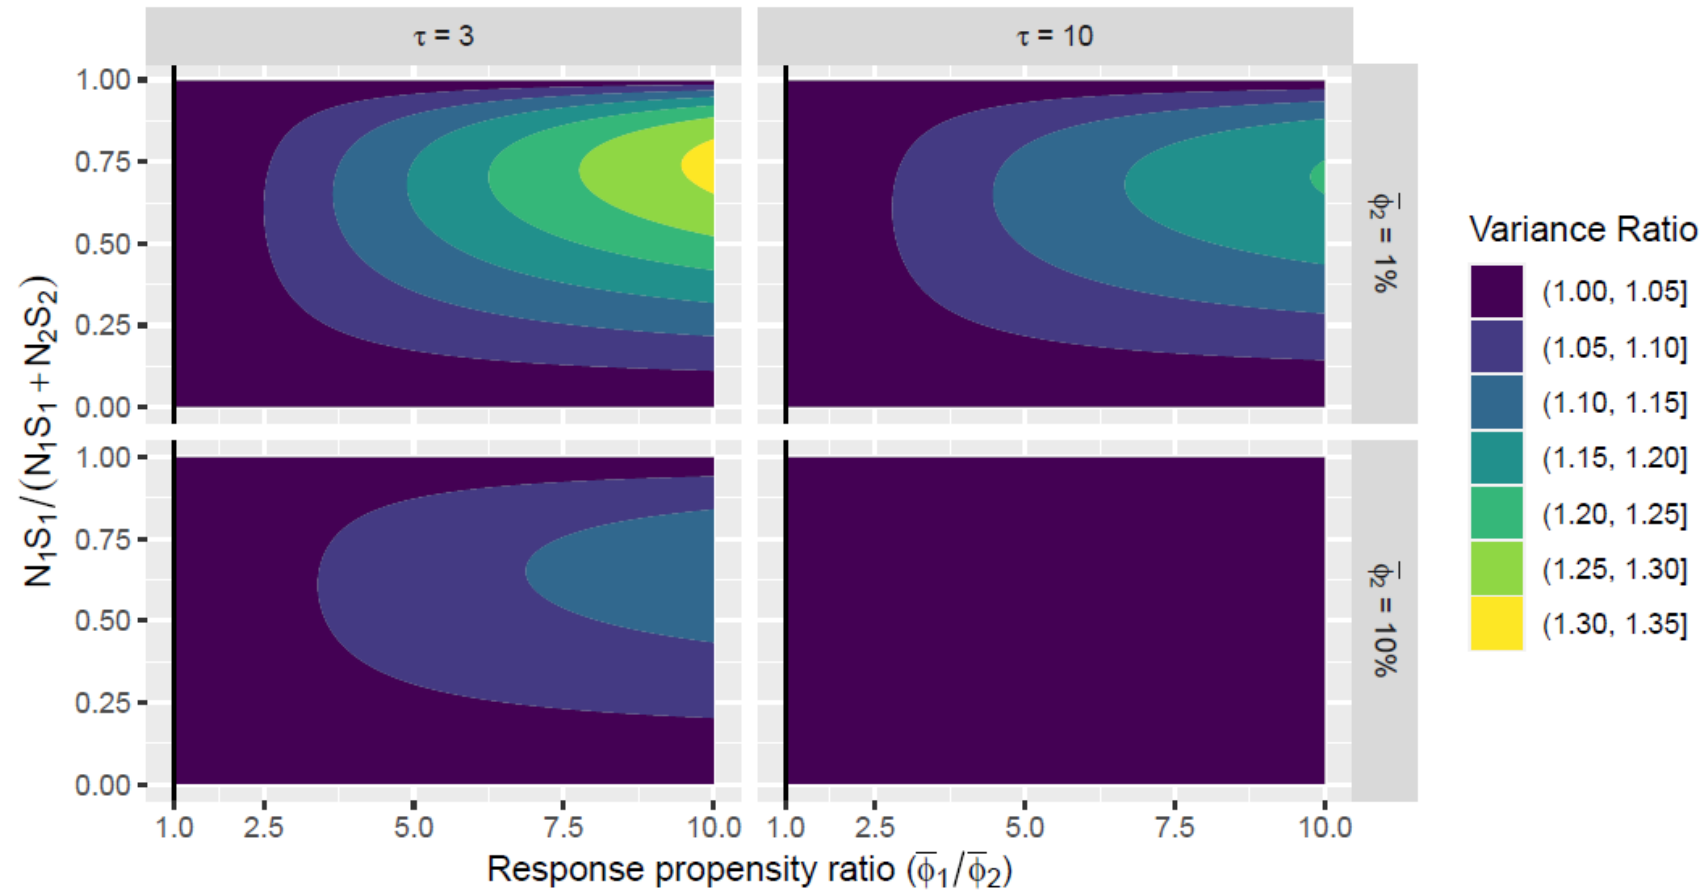 τ = 3
τ = 10
1.00
0.75
0.50
0.25
0.00
ϕ̅₂ = 1%
1.00
0.75
0.50
0.25
0.00
ϕ̅₂ = 10%
N₁S₁/(N₁S₁ + N₂S₂)
1.0 2.5 5.0 7.5 10.0
1.0 2.5 5.0 7.5 10.0
Response propensity ratio (ϕ̅₁/ϕ̅₂)
Variance Ratio
(1.00, 1.05]
(1.05, 1.10]
(1.10, 1.15]
(1.15, 1.20]
(1.20, 1.25]
(1.25, 1.30]
(1.30, 1.35]